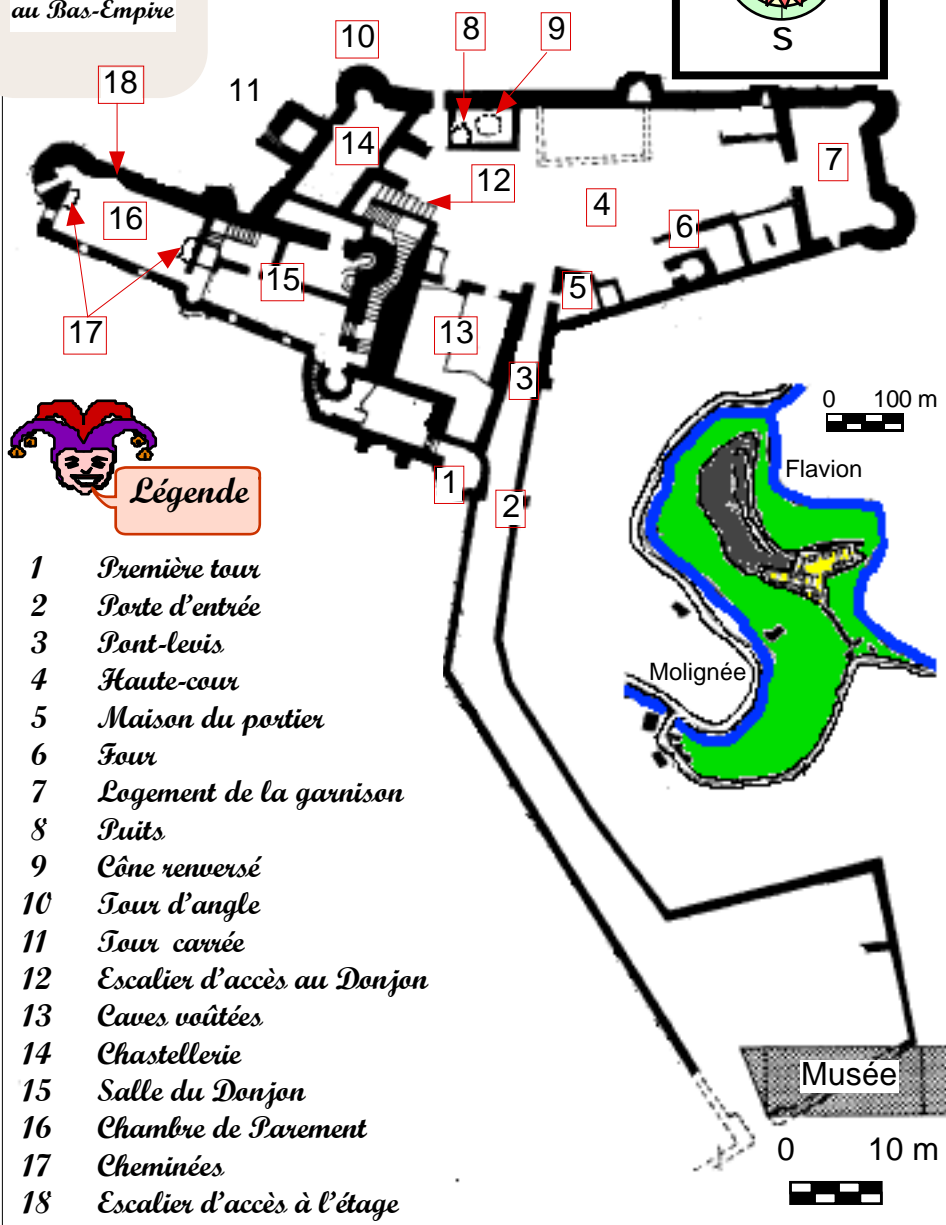 au Bas-Empire
S
10
8
9
18
11
14
7
12
16
4
6
15
5
17
13
3
1
2
0 100 m
Flavion
Molignée
Légende
1 Première tour
2 Porte d'entrée
3 Pont-levis
4 Haute-cour
5 Maison du portier
6 Four
7 Logement de la garnison
8 Puits
9 Cône renversé
10 Tour d'angle
11 Tour carrée
12 Escalier d'accès au Donjon
13 Caves voûtées
14 Chastellerie
15 Salle du Donjon
16 Chambre de Parement
17 Cheminées
18 Escalier d'accès à l'étage
Musée
0 10 m